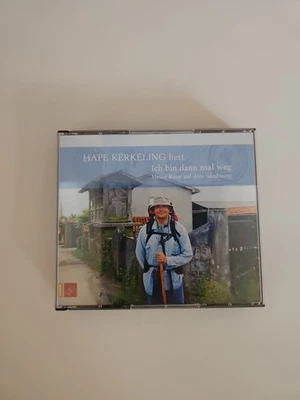 HAPE KERKELING liest
Ich bin dann mal weg
Meine Reise auf dem Jakobsweg